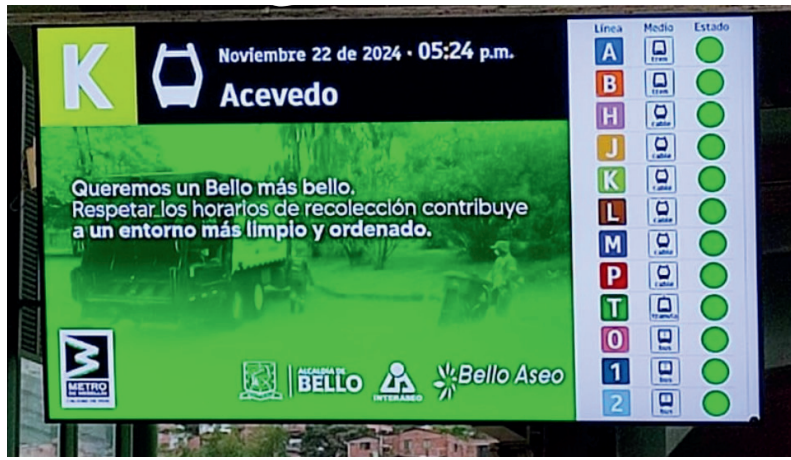 K
Noviembre 22 de 2024 · 05:24 p.m.
Acevedo
Queremos un Bello más bello.
Respetar los horarios de recolección contribuye
a un entorno más limpio y ordenado.
METRO
ALCALDÍA DE
BELLO
INTERASEO
Bello Aseo
Línea Medio Estado
A tren
B tren
H cable
J cable
K cable
L cable
M cable
P cable
T tranvía
O bus
1 bus
2 bus